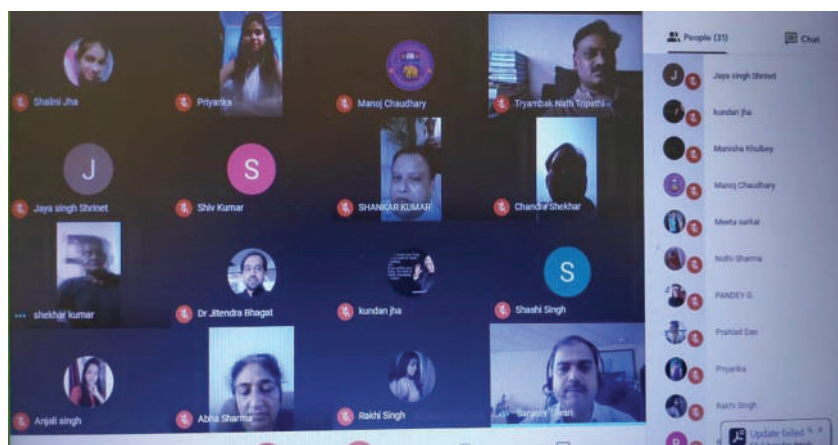 People (31)
Chat
Shalini Jha
Priyanka
Manoj Chaudhary
Tryambak Nath Tripathi
Jaya singh Shrinet
S
Shiv Kumar
SHANKAR KUMAR
Chandra Shekhar
J
shekhar kumar
Dr Jitendra Bhagat
kundan jha
S
Shashi Singh
Anjali singh
Abha Sharma
Rakhi Singh
Sanjeev Tiwari
J
Jaya singh Shrinet
kundan jha
Manisha Khulbey
Manoj Chaudhary
Meeta sarkar
Nidhi Sharma
PANDEY G.
Prahlad Das
Priyanka
Rakhi Singh
R
Update failed